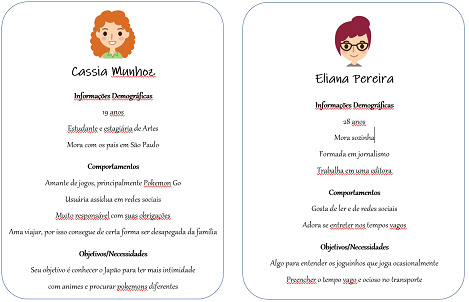 Cassia Munhoz
Informações Demográficas
19 anos
Estudante e estagiária de Artes
Mora com os pais em São Paulo
Comportamentos
Amante de jogos, principalmente Pokemon Go
Usuária assídua em redes sociais
Muito responsável com suas obrigações
Ama viajar, por isso consegue de certa forma ser desapegada da família
Objetivos/Necessidades
Seu objetivo é conhecer o Japão para ter mais intimidade
com animes e procurar pokemons diferentes
Eliana Pereira
Informações Demográficas
28 anos
Mora sozinha
Formada em jornalismo
Trabalha em uma editora
Comportamentos
Gosta de ler e de redes sociais
Adora se entreter nos tempos vagos
Objetivos/Necessidades
Algo para entender os joguinhos que joga ocasionalmente
Preencher o tempo vago e ocioso no transporte